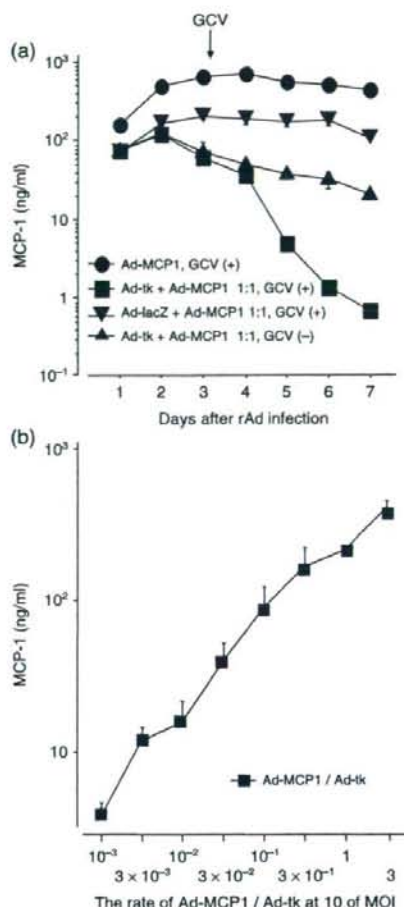 GCV
(a)
10³
10²
10
1
10⁻¹
MCP-1 (ng/ml)
Ad-MCP1, GCV (+)
Ad-tk + Ad-MCP1 1:1, GCV (+)
Ad-lacZ + Ad-MCP1 1:1, GCV (+)
Ad-tk + Ad-MCP1 1:1, GCV (–)
1 2 3 4 5 6 7
Days after rAd infection
(b)
10³
10²
10
MCP-1 (ng/ml)
Ad-MCP1 / Ad-tk
10⁻³ 10⁻² 10⁻¹ 1
3 × 10⁻³ 3 × 10⁻² 3 × 10⁻¹ 3
The rate of Ad-MCP1 / Ad-tk at 10 of MOI